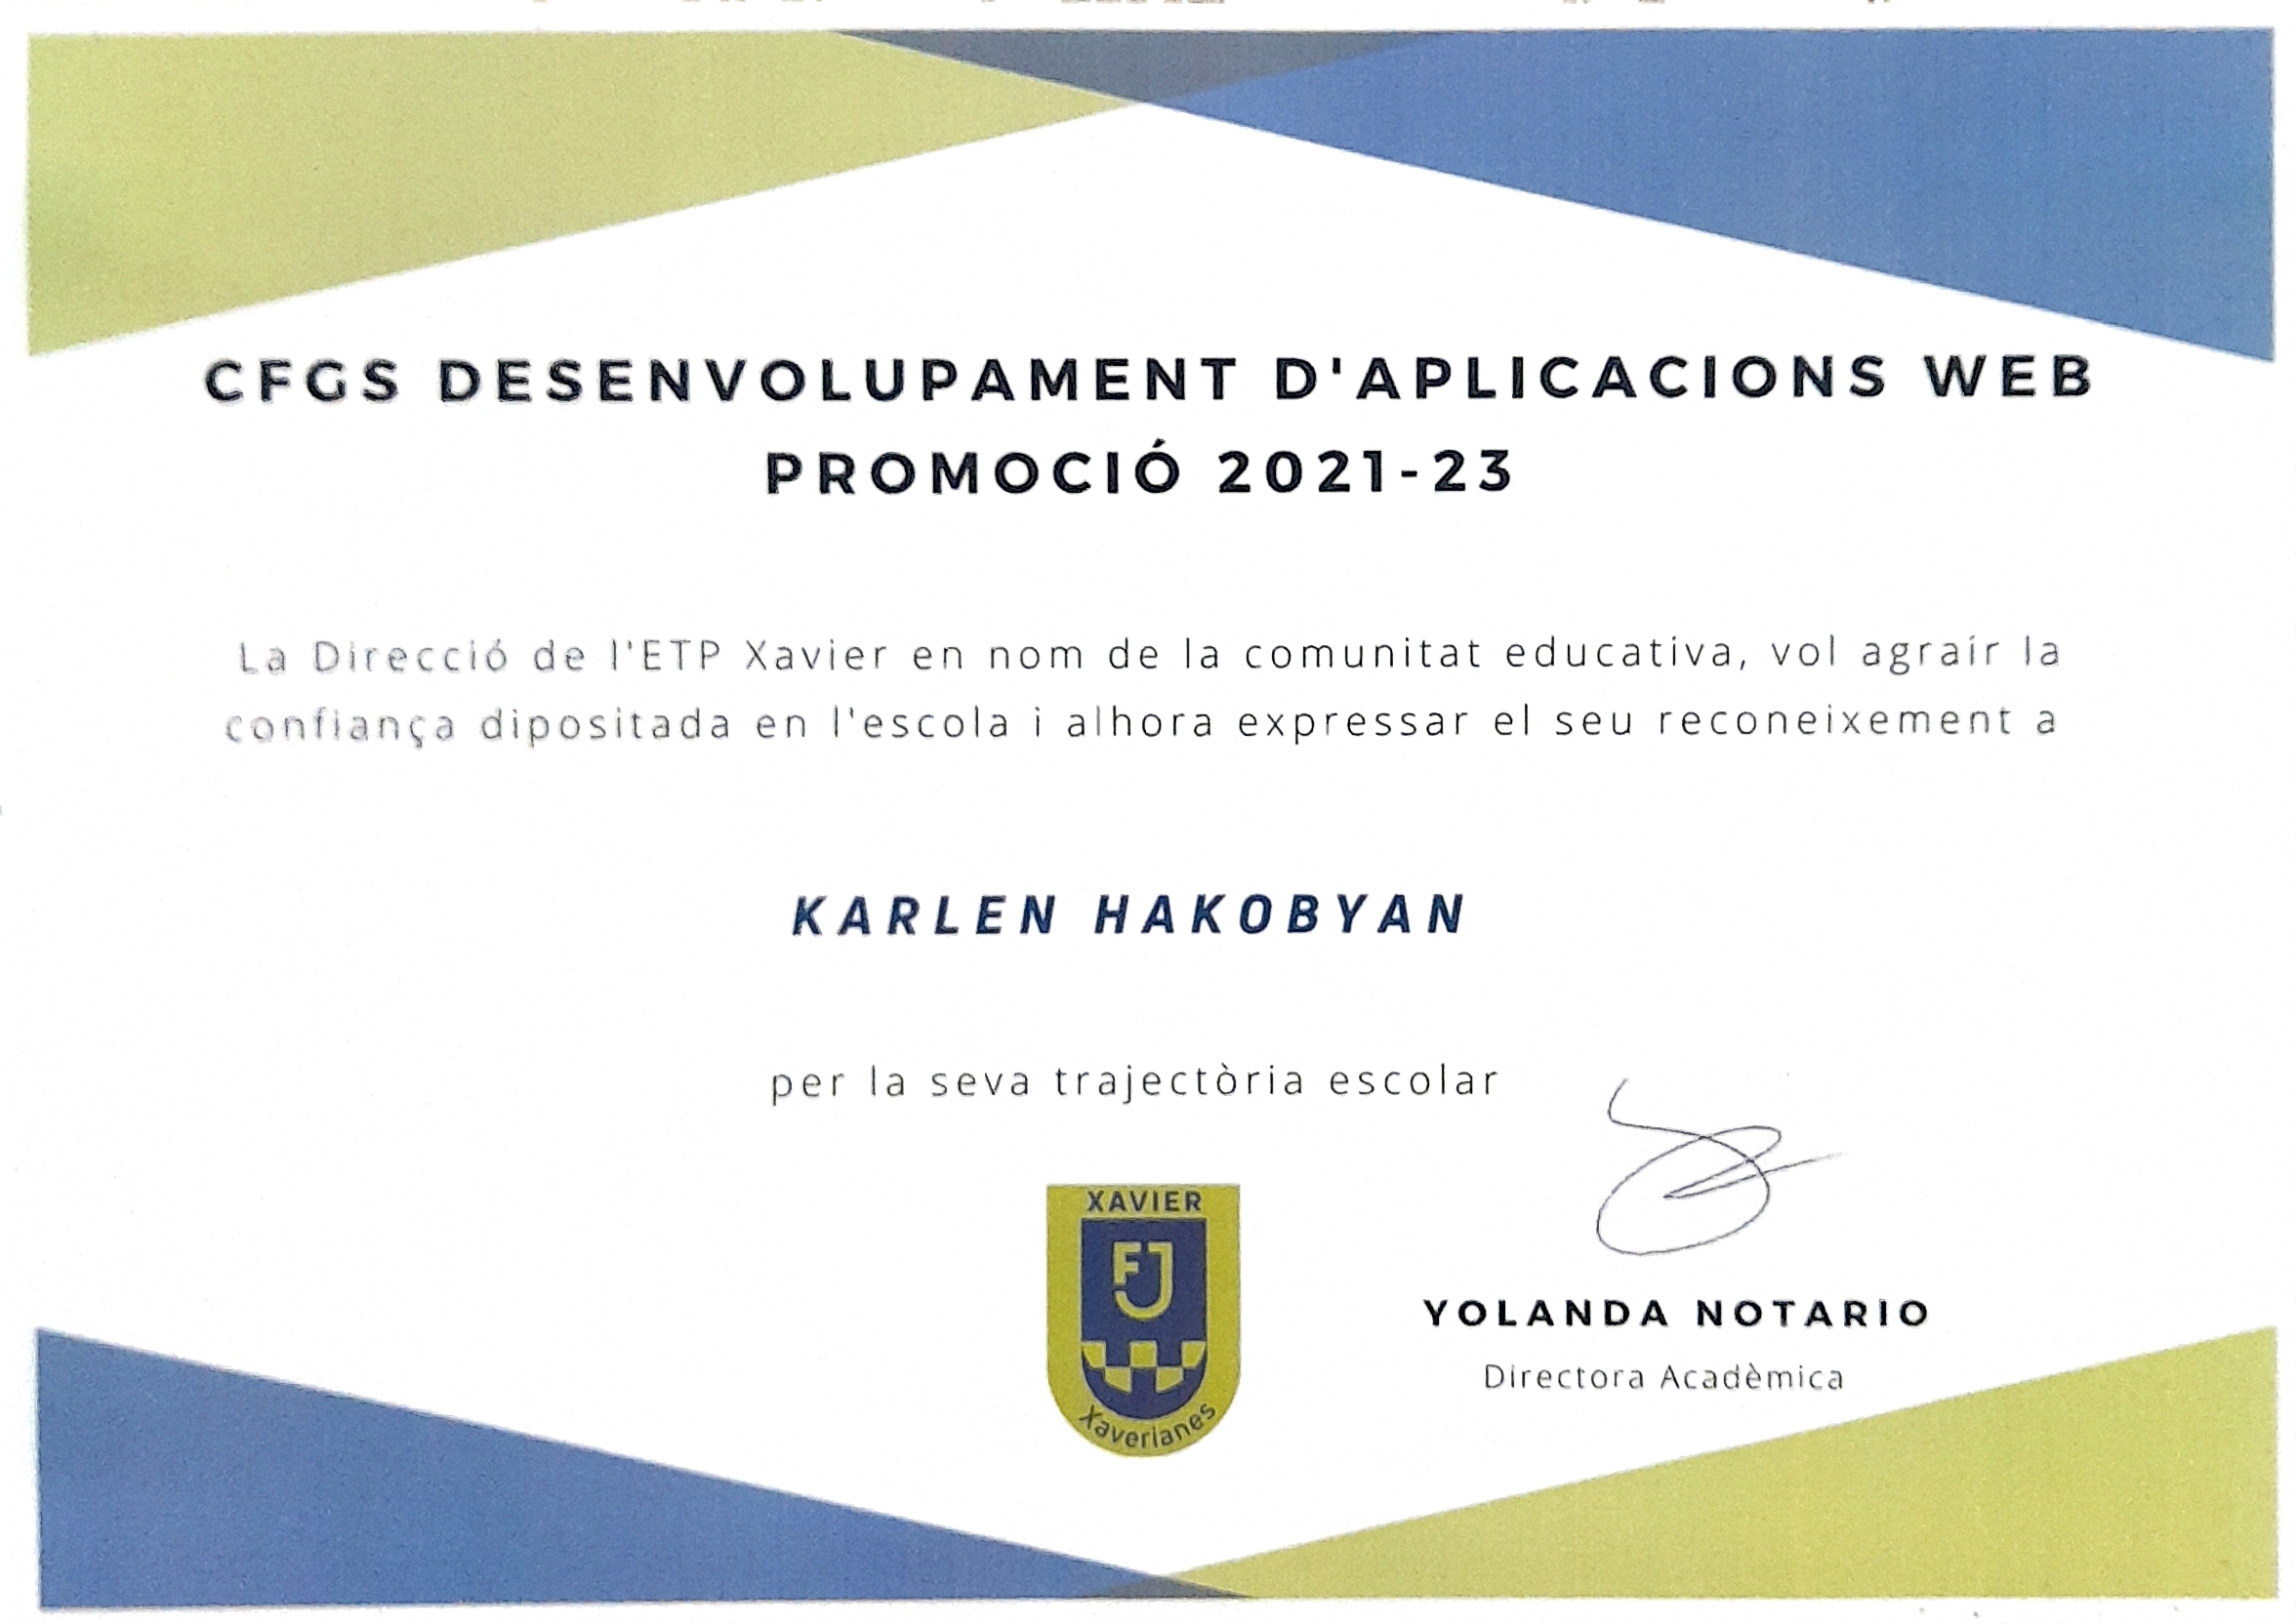 CFGS DESENVOLUPAMENT D'APLICACIONS WEB
PROMOCIÓ 2021-23
La Direcció de l'ETP Xavier en nom de la comunitat educativa, vol agrair la
confiança dipositada en l'escola i alhora expressar el seu reconeixement a
KARLEN HAKOBYAN
per la seva trajectòria escolar
XAVIER
FJ
Xaverianes
YOLANDA NOTARIO
Directora Acadèmica